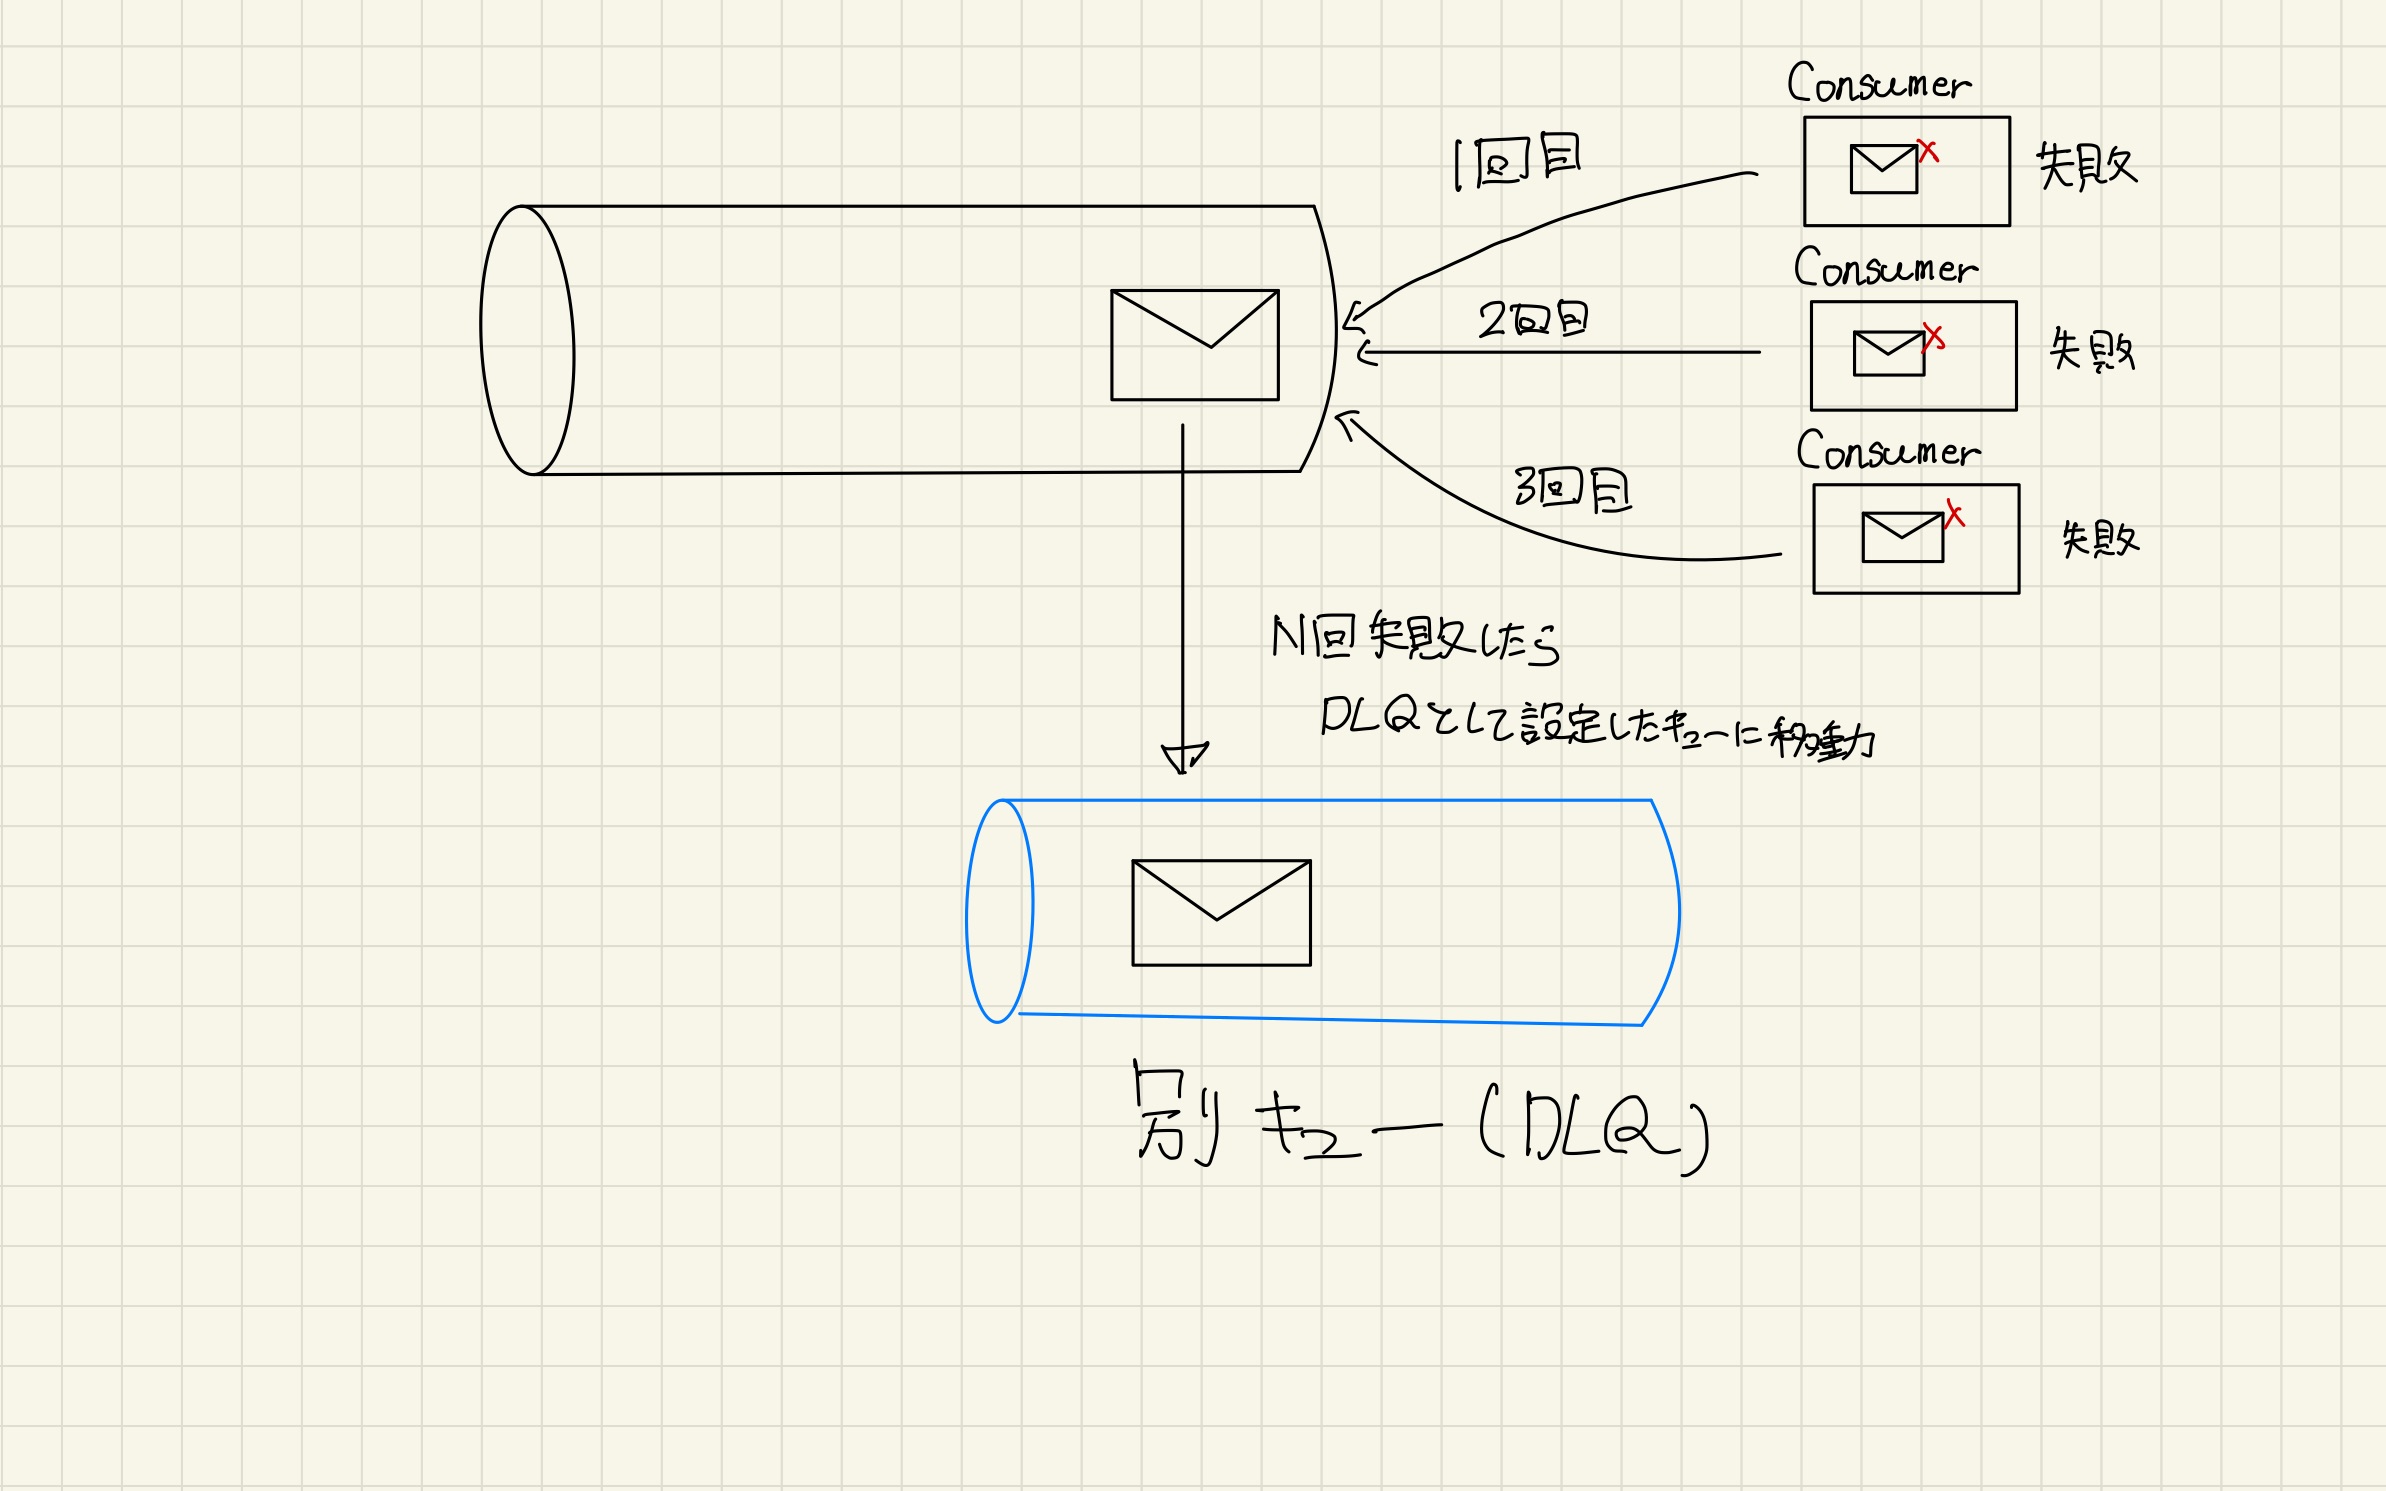 Consumer
1回目
失敗
Consumer
2回目
失敗
Consumer
3回目
失敗
N回失敗したら
DLQとして設定したキューに移動
別キュー(DLQ)